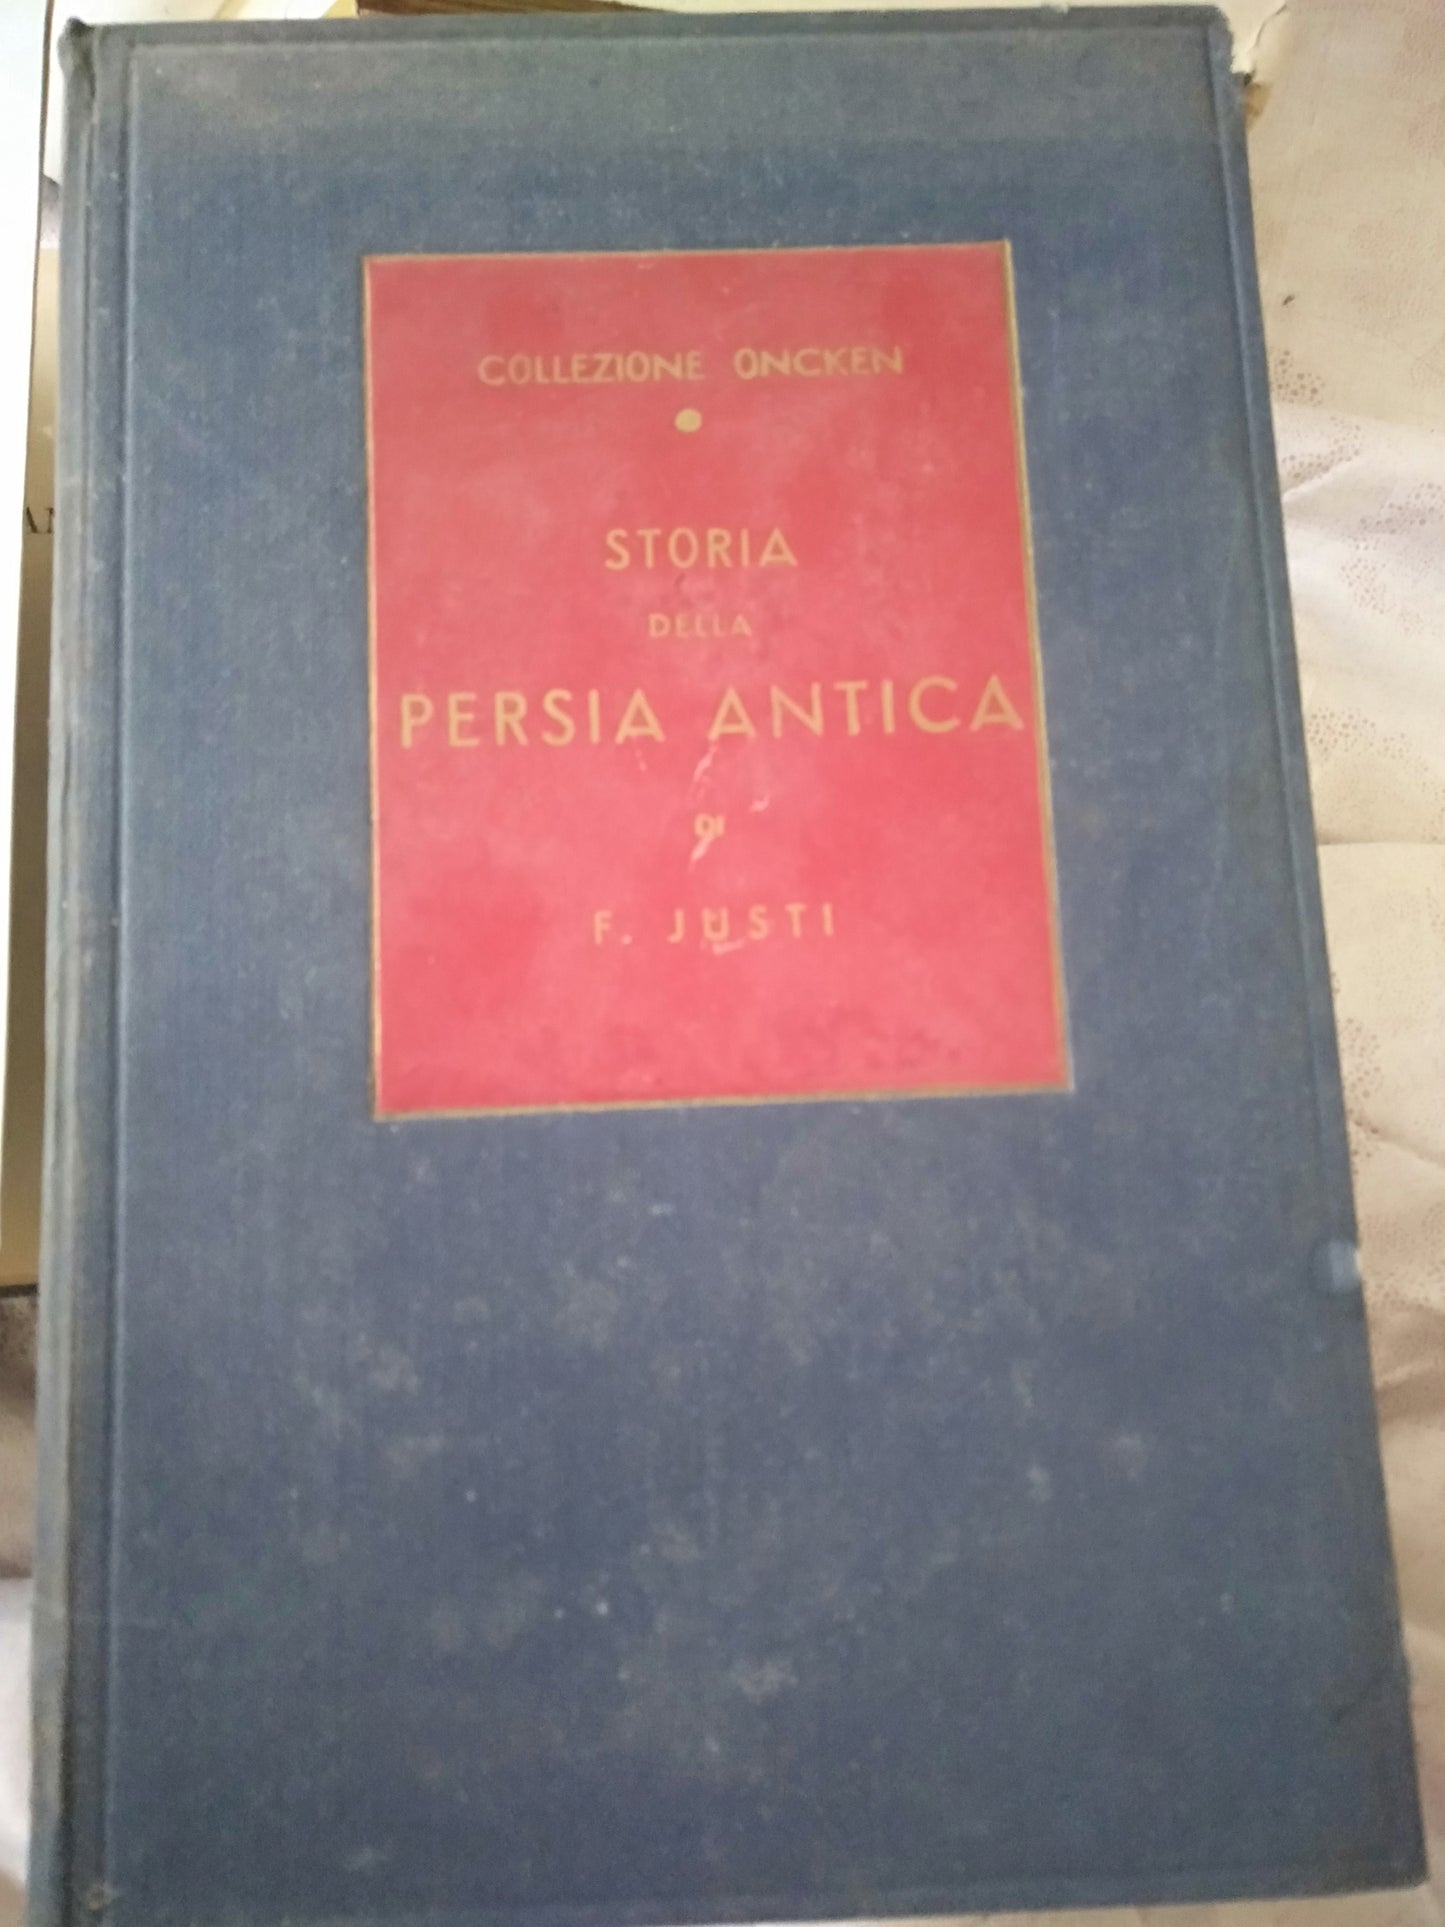 COLLEZIONE ONCKEN
STORIA
DELLA
PERSIA ANTICA
DI
F. JUSTI